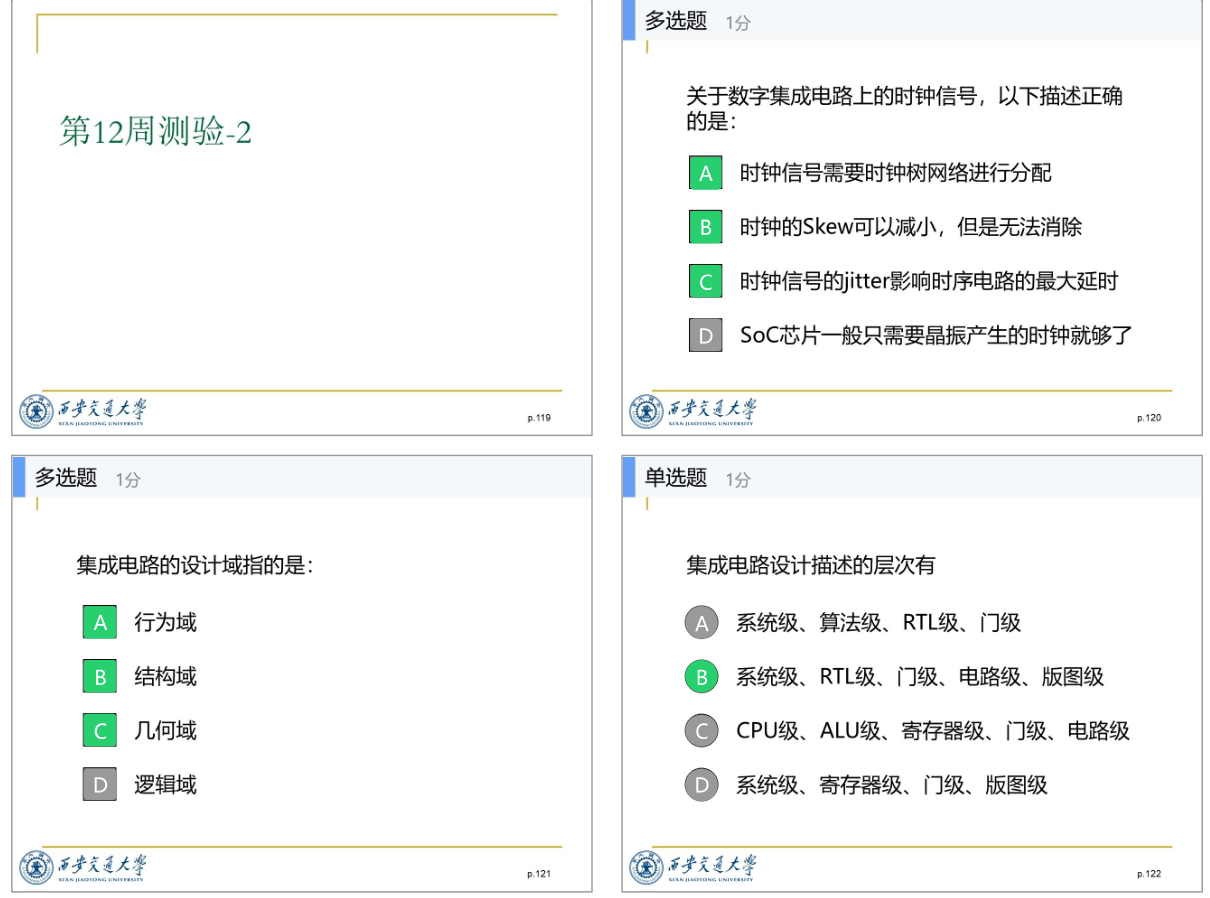 第12周测验-2
西安交通大学
XI'AN JIAOTONG UNIVERSITY
p.119
多选题 1分
关于数字集成电路上的时钟信号，以下描述正确
的是：
A 时钟信号需要时钟树网络进行分配
B 时钟的Skew可以减小，但是无法消除
C 时钟信号的jitter影响时序电路的最大延时
D SoC芯片一般只需要晶振产生的时钟就够了
西安交通大学
XI'AN JIAOTONG UNIVERSITY
p.120
多选题 1分
集成电路的设计域指的是：
A 行为域
B 结构域
C 几何域
D 逻辑域
西安交通大学
XI'AN JIAOTONG UNIVERSITY
p.121
单选题 1分
集成电路设计描述的层次有
A 系统级、算法级、RTL级、门级
B 系统级、RTL级、门级、电路级、版图级
C CPU级、ALU级、寄存器级、门级、电路级
D 系统级、寄存器级、门级、版图级
西安交通大学
XI'AN JIAOTONG UNIVERSITY
p.122